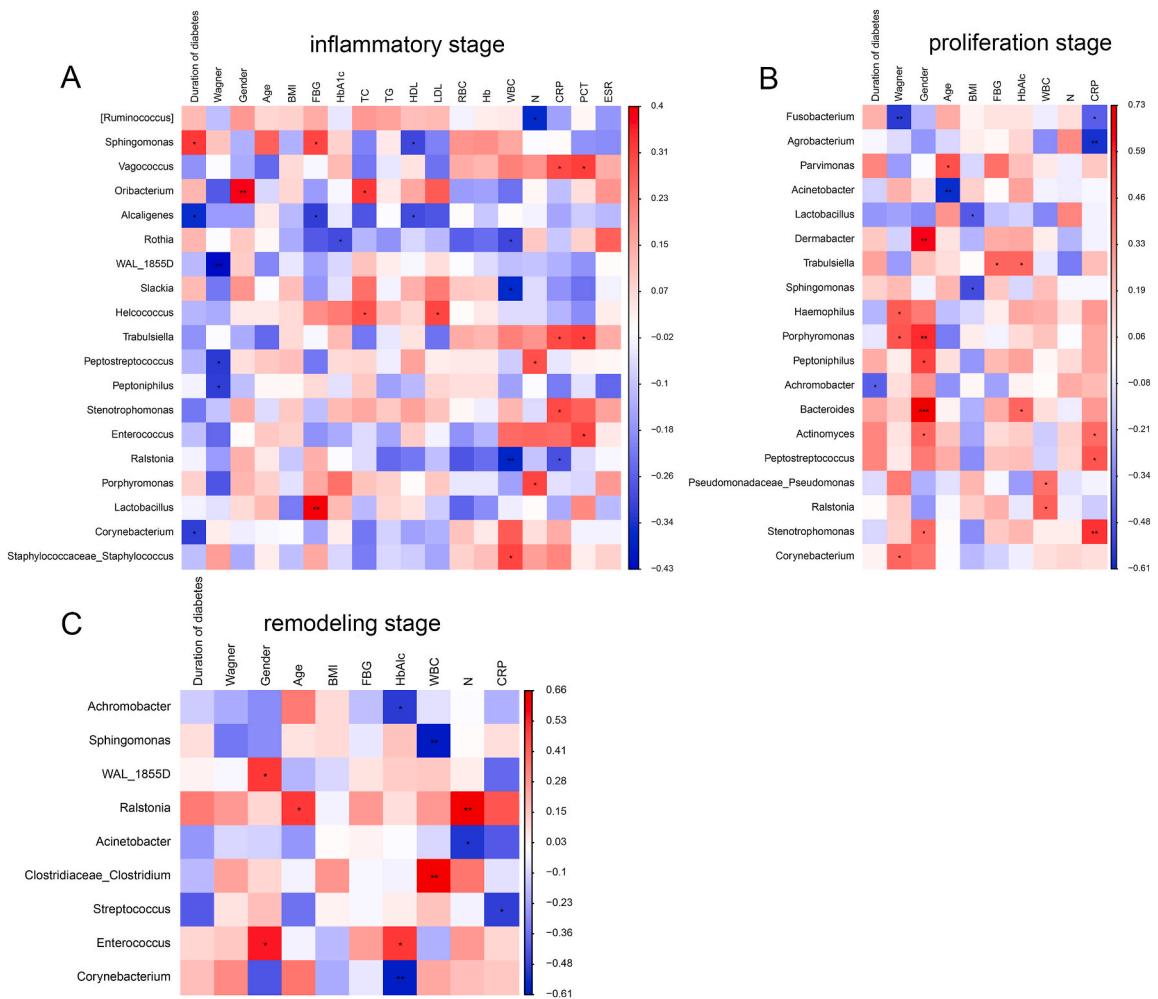 inflammatory stage
A
Duration of diabetes
Wagner
Gender
Age
BMI
FBG
HbA1c
TC
TG
HDL
LDL
RBC
Hb
WBC
N
CRP
PCT
ESR
[Ruminococcus]
*
Sphingomonas
*
*
*
Vagococcus
*
*
Oribacterium
**
*
Alcaligenes
*
*
*
Rothia
*
*
WAL_1855D
**
Slackia
*
Helcococcus
*
*
Trabulsiella
*
*
Peptostreptococcus
*
*
Peptoniphilus
*
Stenotrophomonas
*
Enterococcus
*
Ralstonia
**
*
Porphyromonas
*
Lactobacillus
**
Corynebacterium
*
Staphylococcaceae_Staphylococcus
*
0.4
0.31
0.23
0.15
0.07
−0.02
−0.1
−0.18
−0.26
−0.34
−0.43
proliferation stage
B
Duration of diabetes
Wagner
Gender
Age
BMI
FBG
HbAlc
WBC
N
CRP
Fusobacterium
**
*
Agrobacterium
**
Parvimonas
*
Acinetobacter
**
Lactobacillus
*
Dermabacter
**
Trabulsiella
*
*
Sphingomonas
*
Haemophilus
*
Porphyromonas
*
**
Peptoniphilus
*
Achromobacter
*
Bacteroides
***
*
Actinomyces
*
*
Peptostreptococcus
*
Pseudomonadaceae_Pseudomonas
*
Ralstonia
*
Stenotrophomonas
*
**
Corynebacterium
*
0.73
0.59
0.46
0.33
0.2
0.06
−0.08
−0.21
−0.34
−0.48
−0.61
remodeling stage
C
Duration of diabetes
Wagner
Gender
Age
BMI
FBG
HbAlc
WBC
N
CRP
Achromobacter
*
Sphingomonas
**
WAL_1855D
*
Ralstonia
*
**
Acinetobacter
*
Clostridiaceae_Clostridium
**
Streptococcus
*
Enterococcus
*
*
Corynebacterium
**
0.66
0.53
0.41
0.28
0.15
0.03
−0.1
−0.23
−0.36
−0.48
−0.61